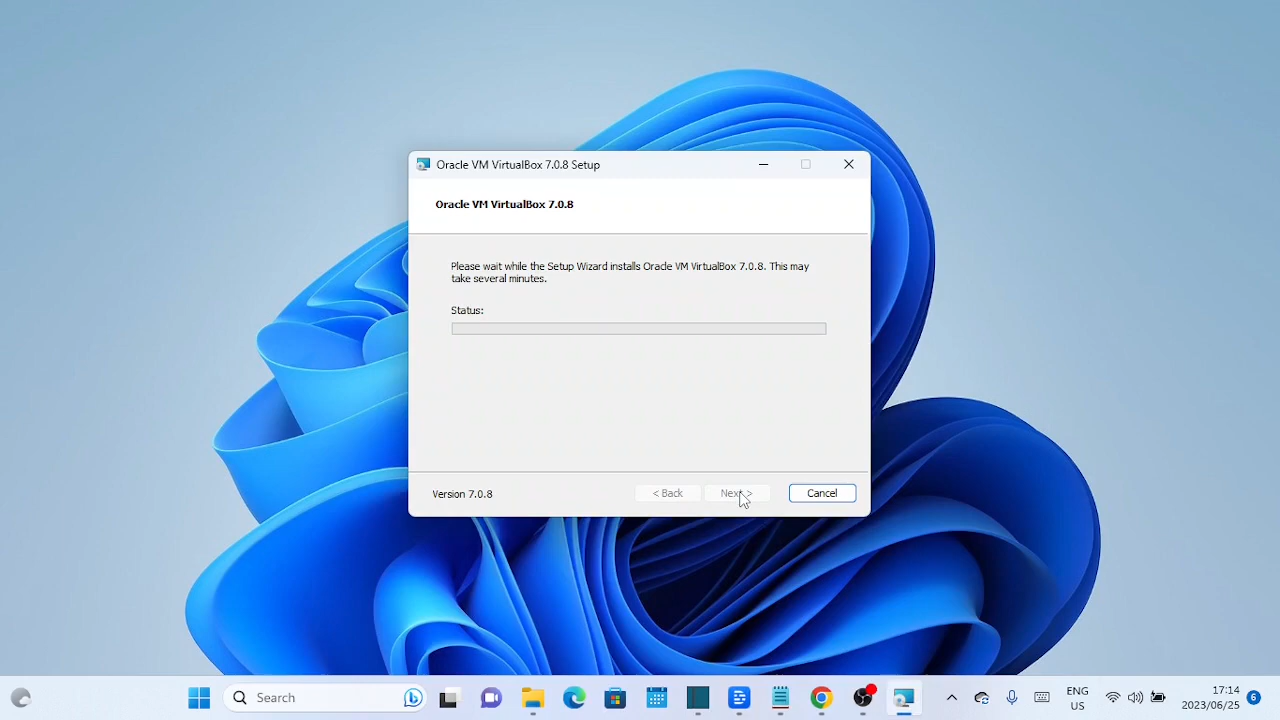 Oracle VM VirtualBox 7.0.8 Setup
Oracle VM VirtualBox 7.0.8
Please wait while the Setup Wizard installs Oracle VM VirtualBox 7.0.8. This may
take several minutes.
Status:
Version 7.0.8
< Back
Next >
Cancel
Search
ENG
US
17:14
2023/06/25
6